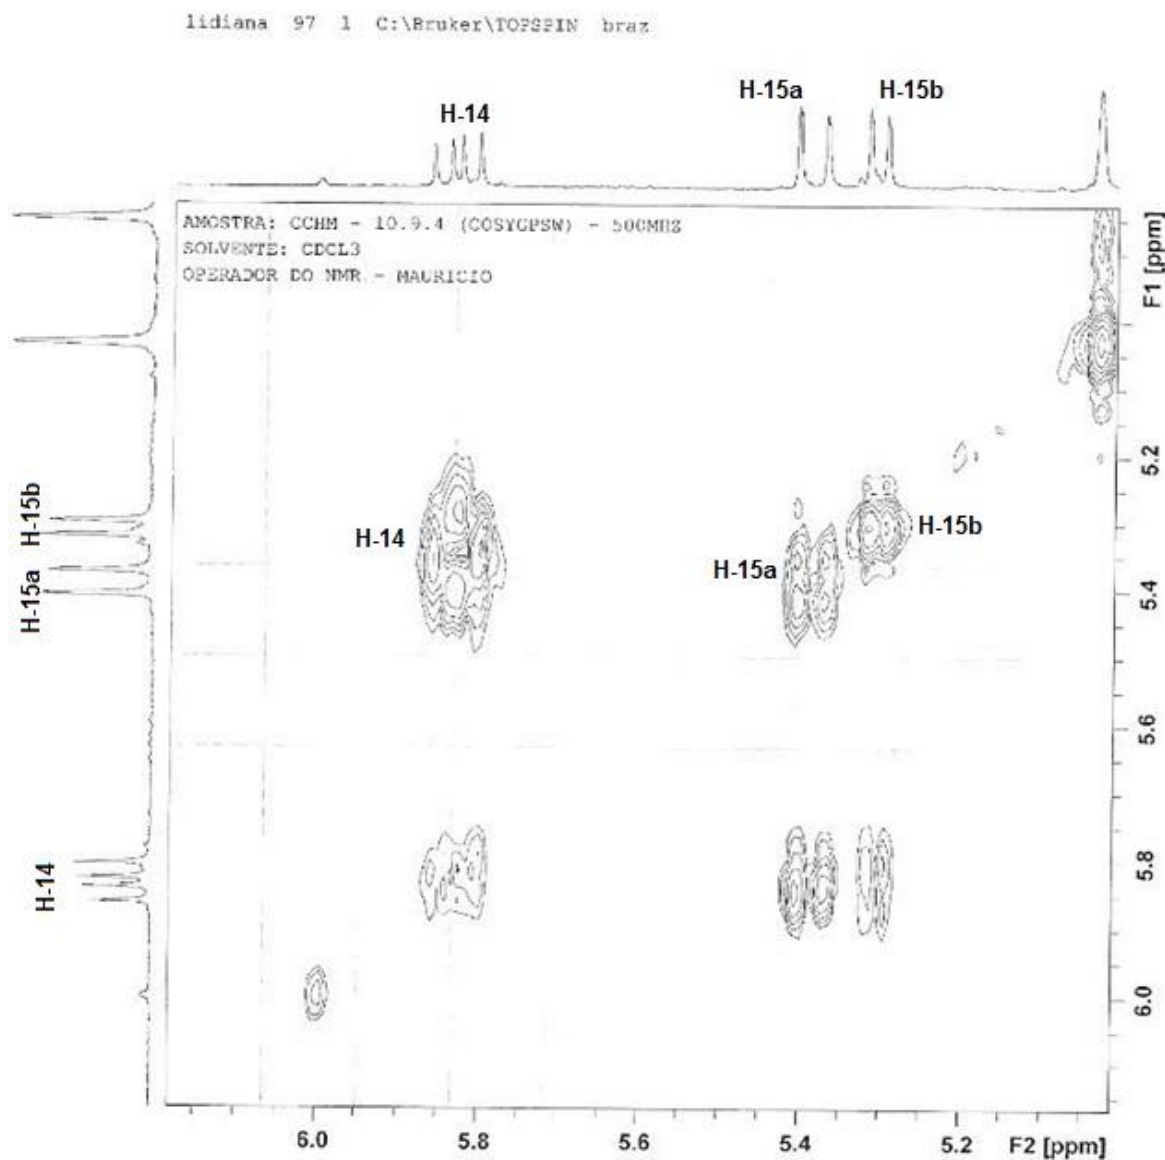 lidiana 97 1 C:\Bruker\TOPSPIN braz
H-14
H-15a
H-15b
AMOSTRA: CCHM - 10.9.4 (COSYGPSW) - 500MHZ
SOLVENTE: CDCL3
OPERADOR DO NMR - MAURICIO
F1 [ppm]
5.2
5.4
5.6
5.8
6.0
H-15b
H-15a
H-14
H-14
H-15a
H-15b
6.0 5.8 5.6 5.4 5.2 F2 [ppm]